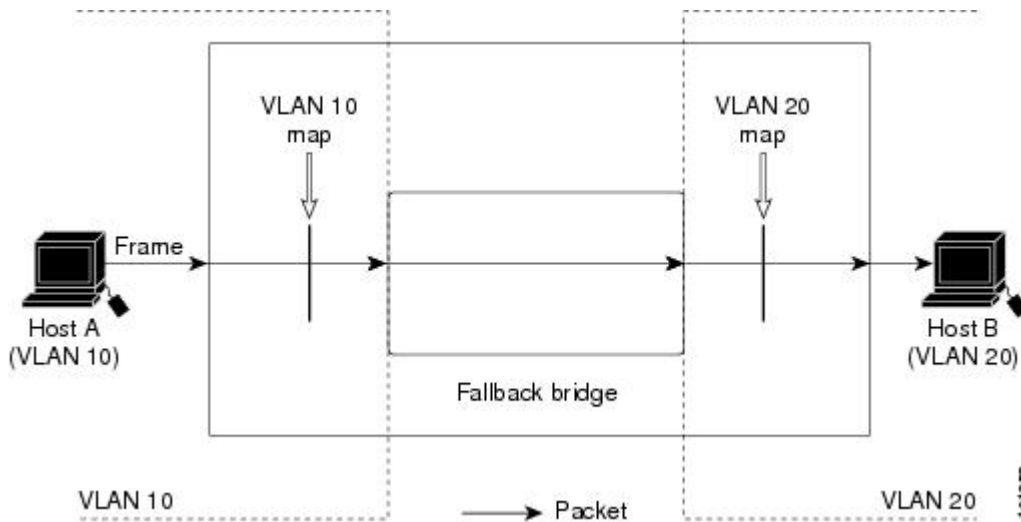 VLAN 10
map
VLAN 20
map
Frame
Host A
(VLAN 10)
Host B
(VLAN 20)
Fallback bridge
VLAN 10
Packet
VLAN 20